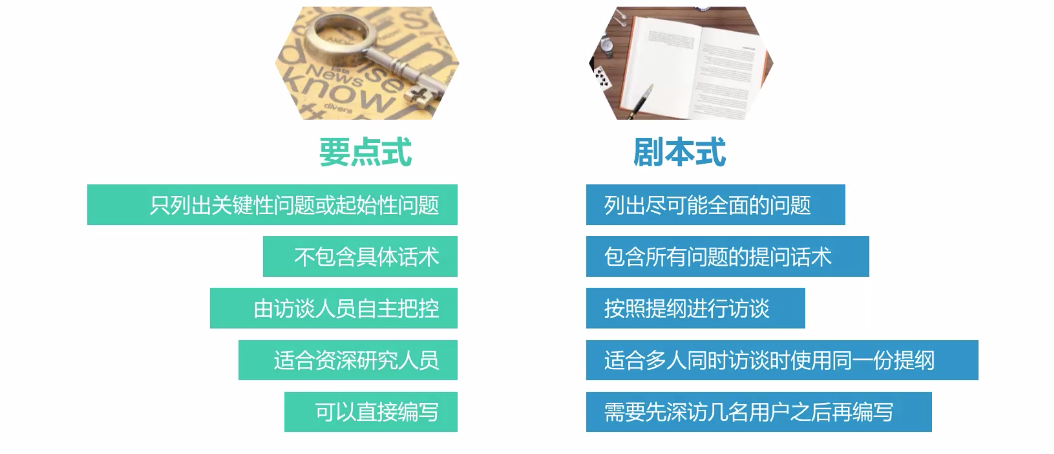 lists
News
know
divers
要点式
只列出关键性问题或起始性问题
不包含具体话术
由访谈人员自主把控
适合资深研究人员
可以直接编写
剧本式
列出尽可能全面的问题
包含所有问题的提问话术
按照提纲进行访谈
适合多人同时访谈时使用同一份提纲
需要先深访几名用户之后再编写